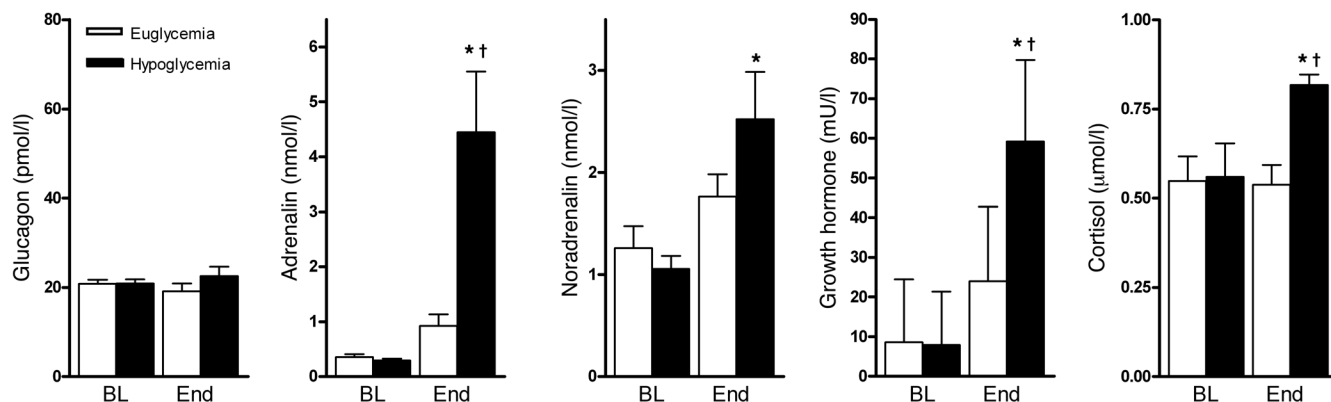 Glucagon (pmol/l)
80
60
40
20
0
Euglycemia
Hypoglycemia
BL End
Adrenalin (nmol/l)
6
5
4
3
2
1
0
* †
BL End
Noradrenalin (nmol/l)
3
2
1
0
*
BL End
Growth hormone (mU/l)
90
80
70
60
50
40
30
20
10
0
* †
BL End
Cortisol (μmol/l)
1.00
0.75
0.50
0.25
0.00
* †
BL End